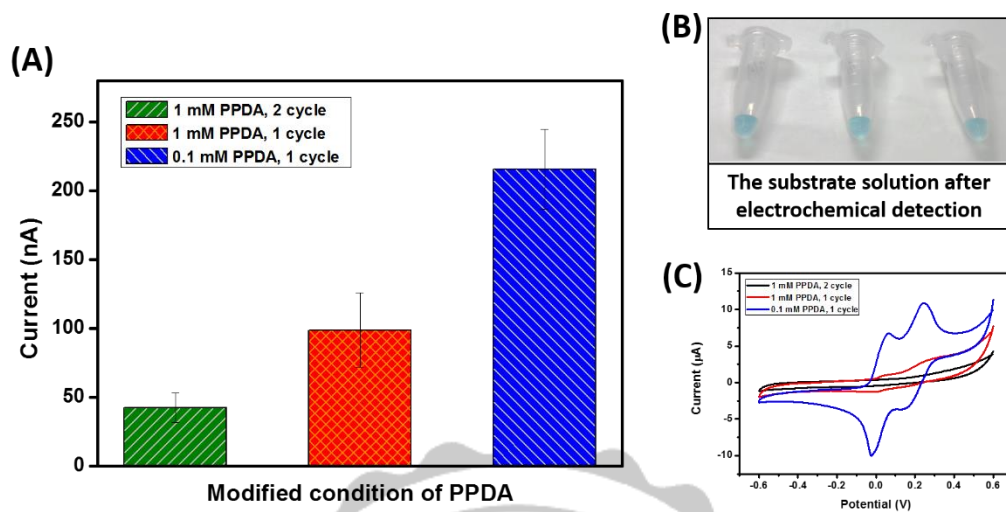 (A)
1 mM PPDA, 2 cycle
1 mM PPDA, 1 cycle
0.1 mM PPDA, 1 cycle
250
200
150
100
50
0
Current (nA)
Modified condition of PPDA
(B)
The substrate solution after
electrochemical detection
(C)
1 mM PPDA, 2 cycle
1 mM PPDA, 1 cycle
0.1 mM PPDA, 1 cycle
15
10
5
0
-5
-10
Current (µA)
-0.6 -0.4 -0.2 0.0 0.2 0.4 0.6
Potential (V)